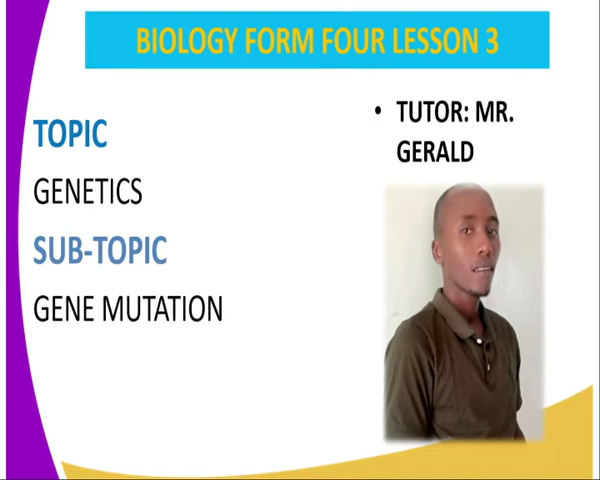 BIOLOGY FORM FOUR LESSON 3
TOPIC
GENETICS
SUB-TOPIC
GENE MUTATION
• TUTOR: MR.
GERALD